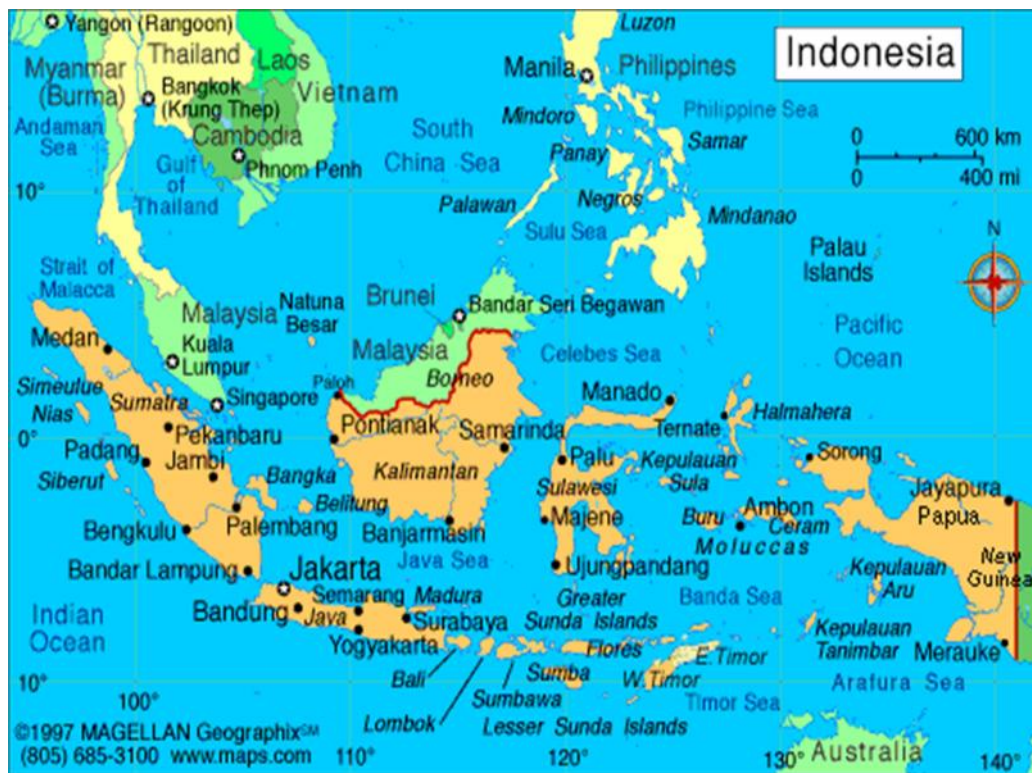 Indonesia
Yangon (Rangoon)
Thailand
Laos
Myanmar
(Burma)
Bangkok
(Krung Thep)
Vietnam
Andaman
Sea
Cambodia
Gulf
of
Thailand
Phnom Penh
South
China Sea
Luzon
Manila
Philippines
Mindoro
Philippine Sea
Panay
Samar
Palawan
Negros
Mindanao
Sulu Sea
0
600 km
0
400 mi
10°
N
Palau
Islands
Strait of
Malacca
Malaysia
Natuna
Besar
Brunei
Bandar Seri Begawan
Pacific
Ocean
Medan
Kuala
Lumpur
Malaysia
Celebes Sea
Simeulue
Nias
Sumatra
Singapore
Paloh
Borneo
Manado
Halmahera
0°
Pekanbaru
Pontianak
Samarinda
Ternate
Padang
Jambi
Siberut
Bangka
Kalimantan
Palu
Kepulauan
Sula
Sorong
Belitung
Sulawesi
Jayapura
Papua
Bengkulu
Palembang
Banjarmasin
Majene
Buru
Ambon
Ceram
Moluccas
New
Guinea
Java Sea
Bandar Lampung
Jakarta
Ujungpandang
Kepulauan
Aru
Indian
Ocean
Bandung
Java
Semarang
Madura
Surabaya
Yogyakarta
Greater
Sunda Islands
Banda Sea
Kepulauan
Tanimbar
Merauke
Bali
Flores
E.Timor
W.Timor
Sumba
Sumbawa
Lombok
Lesser Sunda Islands
Timor Sea
Arafura Sea
10°
100°
110°
120°
130°
140°
Australia
©1997 MAGELLAN Geographix℠
(805) 685-3100 www.maps.com